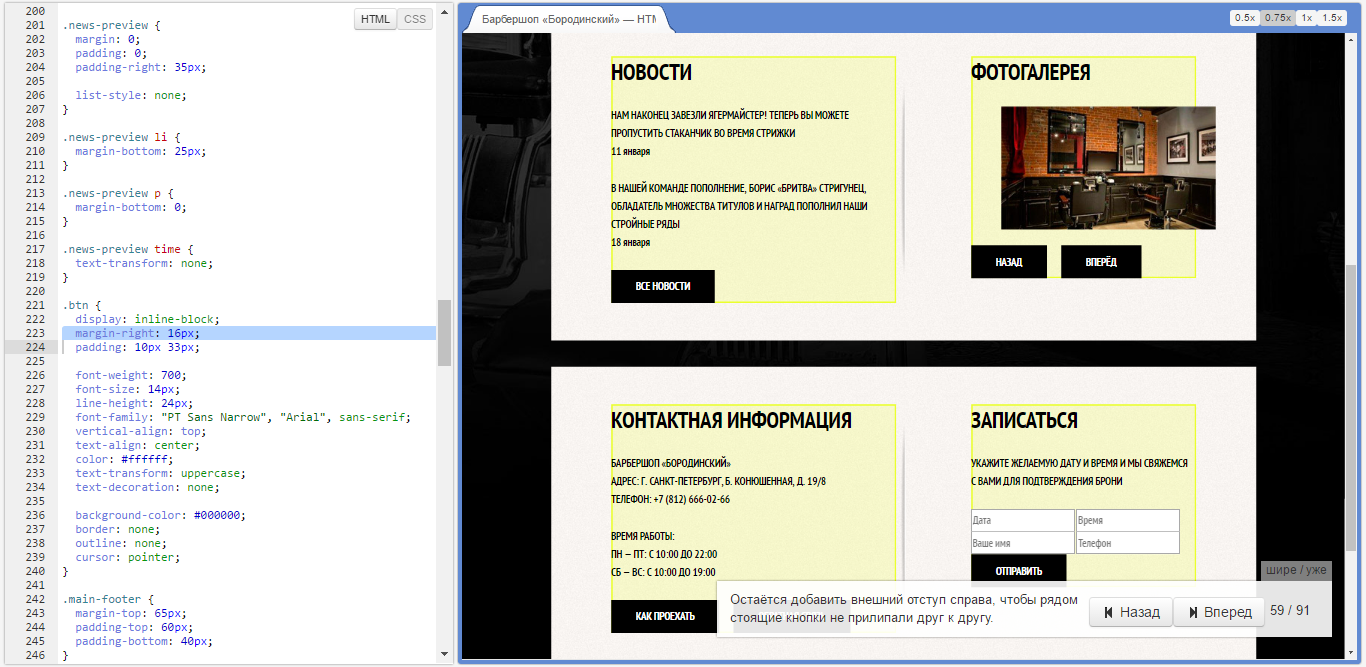 200
201 .news-preview {
202 margin: 0;
203 padding: 0;
204 padding-right: 35px;
205
206 list-style: none;
207 }
208
209 .news-preview li {
210 margin-bottom: 25px;
211 }
212
213 .news-preview p {
214 margin-bottom: 0;
215 }
216
217 .news-preview time {
218 text-transform: none;
219 }
220
221 .btn {
222 display: inline-block;
223 margin-right: 16px;
224 padding: 10px 33px;
225
226 font-weight: 700;
227 font-size: 14px;
228 line-height: 24px;
229 font-family: "PT Sans Narrow", "Arial", sans-serif;
230 vertical-align: top;
231 text-align: center;
232 color: #ffffff;
233 text-transform: uppercase;
234 text-decoration: none;
235
236 background-color: #000000;
237 border: none;
238 outline: none;
239 cursor: pointer;
240 }
241
242 .main-footer {
243 margin-top: 65px;
244 padding-top: 60px;
245 padding-bottom: 40px;
246 }
HTML CSS
Барбершоп «Бородинский» — HTM
0.5x 0.75x 1x 1.5x
НОВОСТИ
НАМ НАКОНЕЦ ЗАВЕЗЛИ ЯГЕРМАЙСТЕР! ТЕПЕРЬ ВЫ МОЖЕТЕ
ПРОПУСТИТЬ СТАКАНЧИК ВО ВРЕМЯ СТРИЖКИ
11 января
В НАШЕЙ КОМАНДЕ ПОПОЛНЕНИЕ, БОРИС «БРИТВА» СТРИГУНЕЦ,
ОБЛАДАТЕЛЬ МНОЖЕСТВА ТИТУЛОВ И НАГРАД ПОПОЛНИЛ НАШИ
СТРОЙНЫЕ РЯДЫ
18 января
ВСЕ НОВОСТИ
ФОТОГАЛЕРЕЯ
НАЗАД ВПЕРЁД
КОНТАКТНАЯ ИНФОРМАЦИЯ
БАРБЕРШОП «БОРОДИНСКИЙ»
АДРЕС: Г. САНКТ-ПЕТЕРБУРГ, Б. КОНЮШЕННАЯ, Д. 19/8
ТЕЛЕФОН: +7 (812) 666-02-66
ВРЕМЯ РАБОТЫ:
ПН – ПТ: С 10:00 ДО 22:00
СБ – ВС: С 10:00 ДО 19:00
КАК ПРОЕХАТЬ
ЗАПИСАТЬСЯ
УКАЖИТЕ ЖЕЛАЕМУЮ ДАТУ И ВРЕМЯ И МЫ СВЯЖЕМСЯ
С ВАМИ ДЛЯ ПОДТВЕРЖДЕНИЯ БРОНИ
Дата Время
Ваше имя Телефон
ОТПРАВИТЬ
шире / уже
Остаётся добавить внешний отступ справа, чтобы рядом
стоящие кнопки не прилипали друг к другу.
Назад Вперед 59 / 91